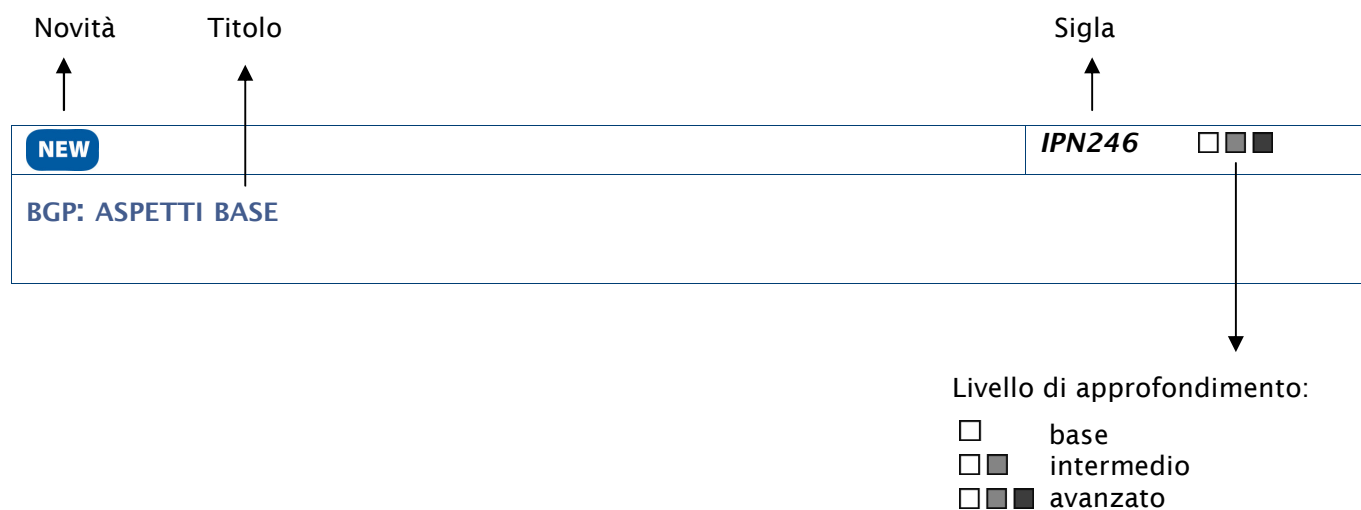 Novità Titolo Sigla
NEW IPN246
BGP: ASPETTI BASE
Livello di approfondimento:
base
intermedio
avanzato